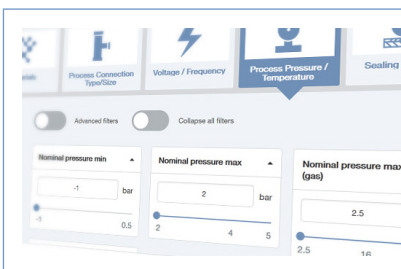 Process Connection
Type/Size
Voltage / Frequency
Process Pressure /
Temperature
Sealing
Advanced filters
Collapse all filters
Nominal pressure min
-1
bar
-1
0.5
Nominal pressure max
2
bar
2
4
5
Nominal pressure max
(gas)
2.5
2.5
16